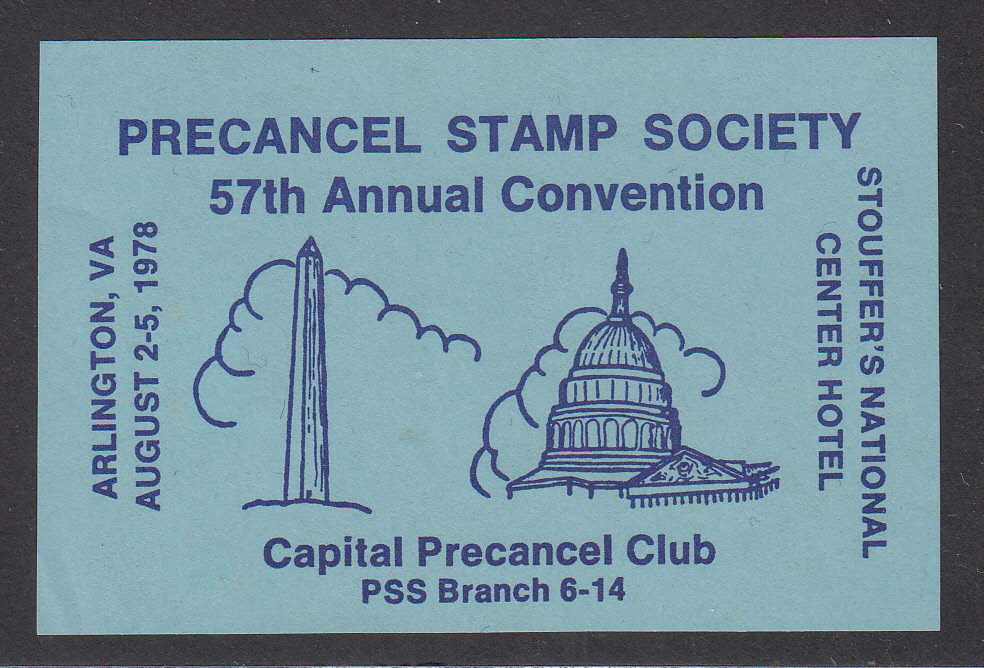 PRECANCEL STAMP SOCIETY
57th Annual Convention
ARLINGTON, VA
AUGUST 2-5, 1978
STOUFFER'S NATIONAL
CENTER HOTEL
Capital Precancel Club
PSS Branch 6-14